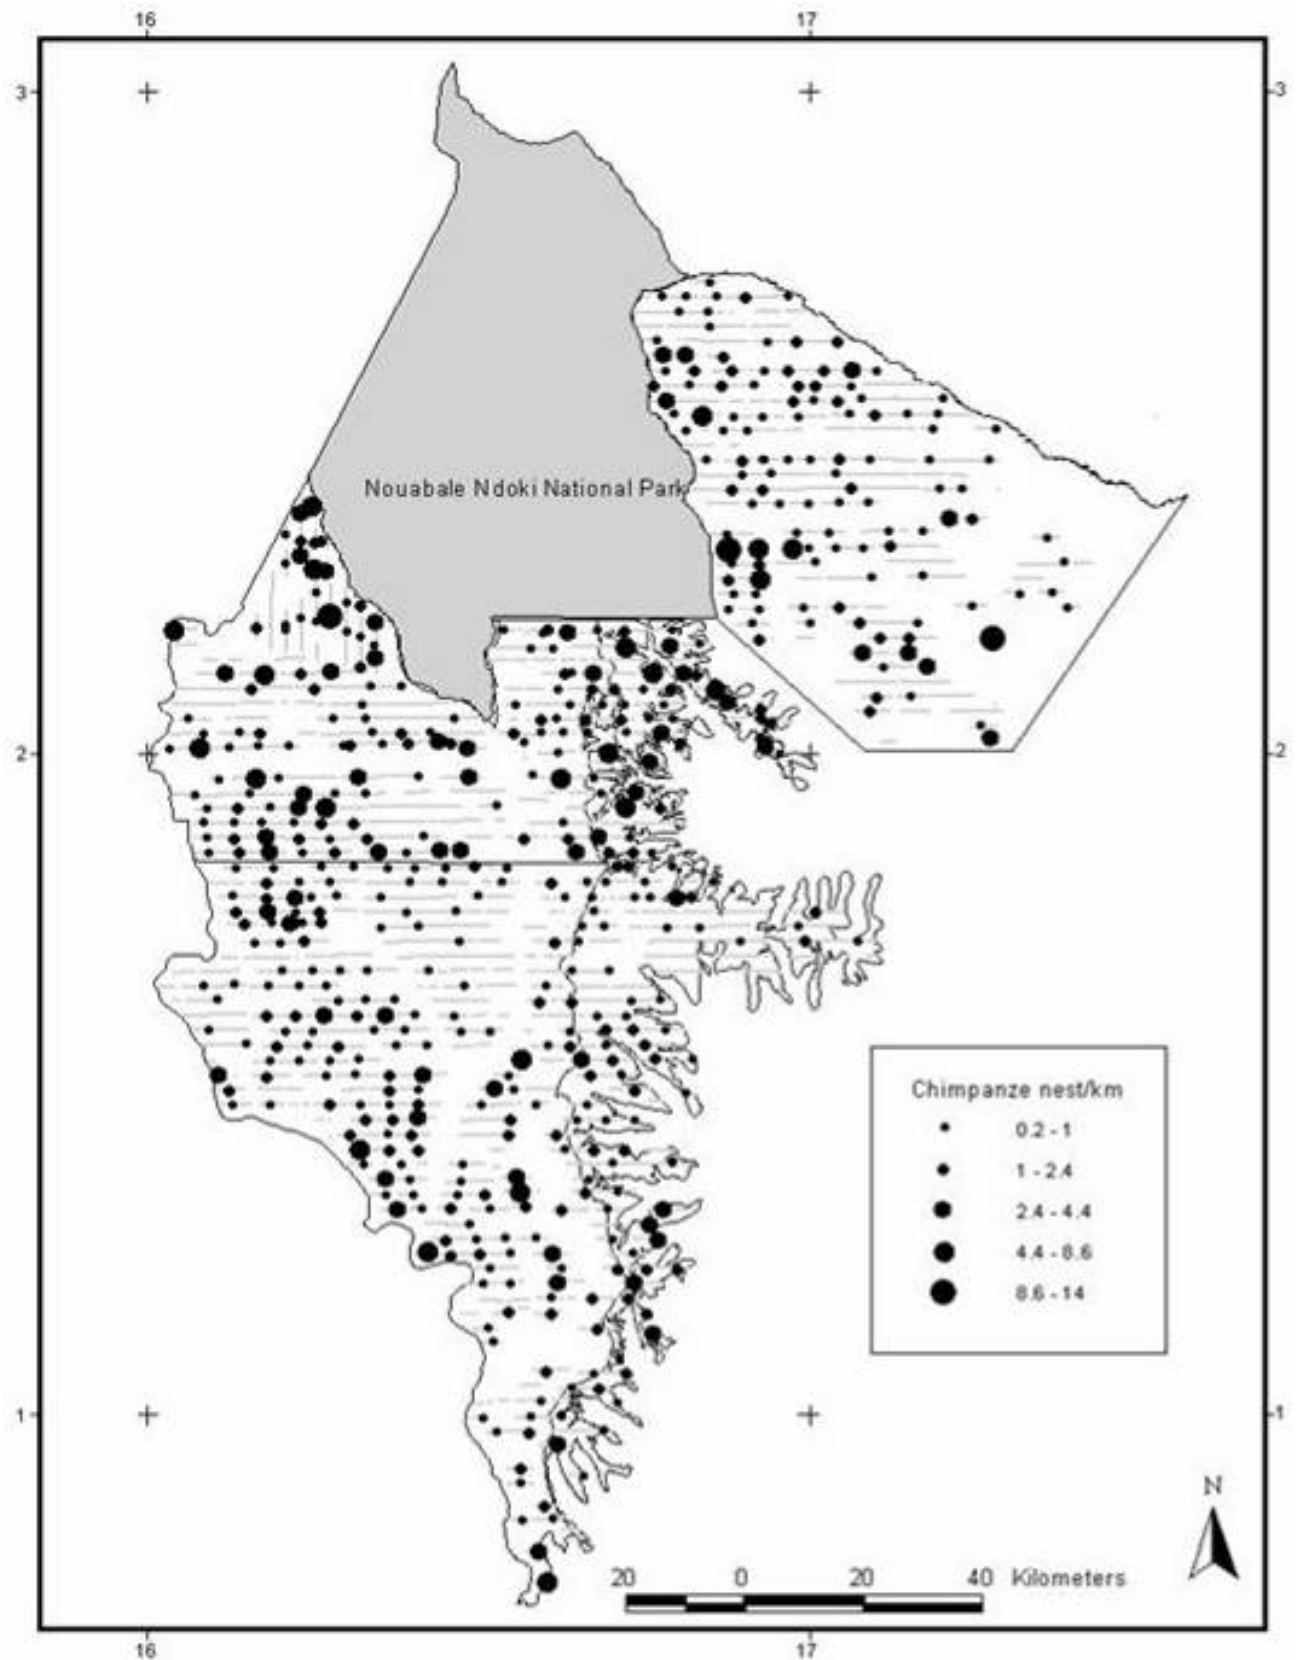 16 17
3 3
Nouabale Ndoki National Park
2 2
Chimpanze nest/km
0.2 - 1
1 - 2.4
2.4 - 4.4
4.4 - 8.6
8.6 - 14
1 1
N
20 0 20 40 Kilometers
16 17